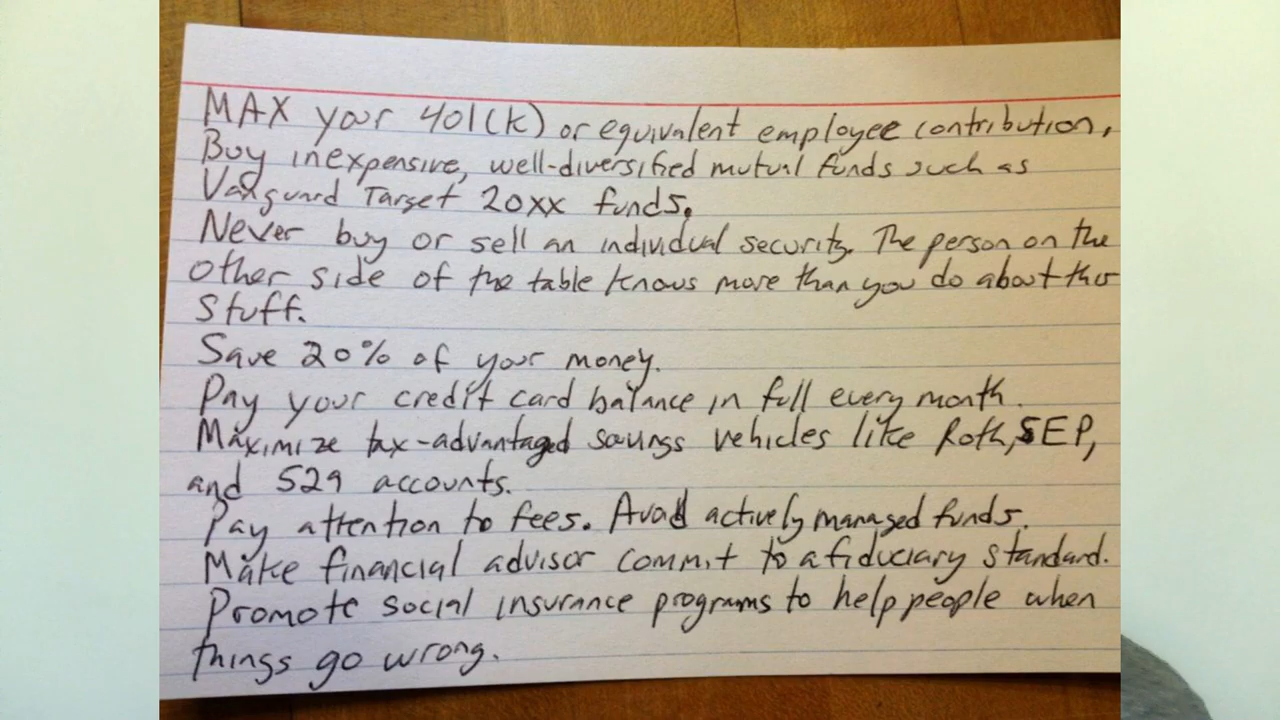 MAX your 401(k) or equivalent employee contribution.
Buy inexpensive, well-diversified mutual funds such as
Vanguard Target 20XX funds.
Never buy or sell an individual security. The person on the
other side of the table knows more than you do about this
stuff.
Save 20% of your money.
Pay your credit card balance in full every month.
Maximize tax-advantaged savings vehicles like Roth, SEP,
and 529 accounts.
Pay attention to fees. Avoid actively managed funds.
Make financial advisor commit to a fiduciary standard.
Promote social insurance programs to help people when
things go wrong.